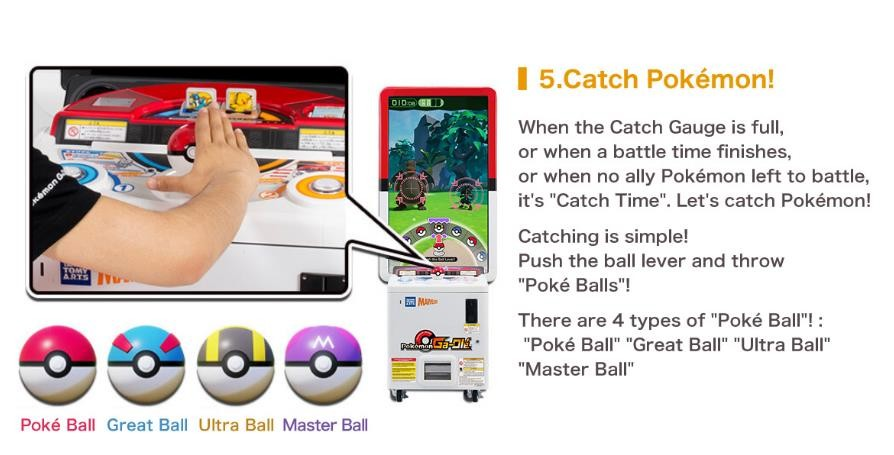 5.Catch Pokémon!
When the Catch Gauge is full,
or when a battle time finishes,
or when no ally Pokémon left to battle,
it's "Catch Time". Let's catch Pokémon!
Catching is simple!
Push the ball lever and throw
"Poké Balls"!
There are 4 types of "Poké Ball"! :
"Poké Ball" "Great Ball" "Ultra Ball"
"Master Ball"
TOMY
ARTS
MARV
Pokémon Ga-Olé
Poké Ball Great Ball Ultra Ball Master Ball